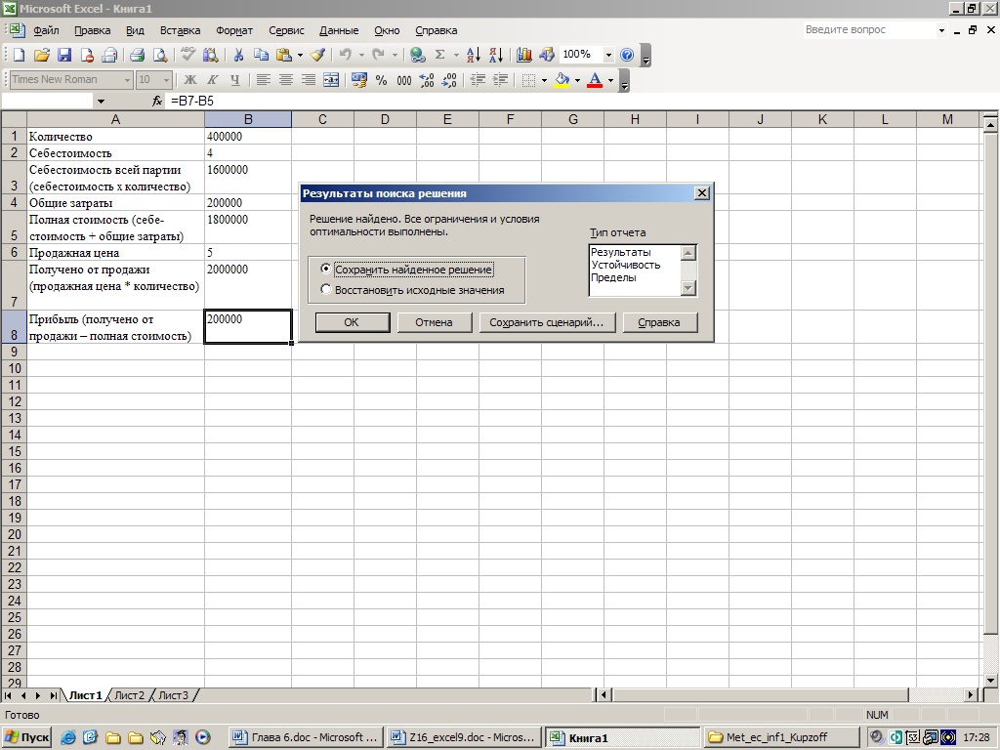 Microsoft Excel - Книга1
Файл Правка Вид Вставка Формат Сервис Данные Окно Справка
Введите вопрос
100%
Times New Roman 10 Ж К Ч
% 000
fx =B7-B5
A B C D E F G H I J K L M
1 Количество 400000
2 Себестоимость 4
Себестоимость всей партии 1600000
3 (себестоимость х количество)
4 Общие затраты 200000
Полная стоимость (себе- 1800000
5 стоимость + общие затраты)
6 Продажная цена 5
Получено от продажи 2000000
(продажная цена * количество)
7
Прибыль (получено от 200000
8 продажи – полная стоимость)
9
10
11
12
13
14
15
16
17
18
19
20
21
22
23
24
25
26
27
28
29
Результаты поиска решения
Решение найдено. Все ограничения и условия
оптимальности выполнены.
Тип отчета
Результаты
Устойчивость
Пределы
Сохранить найденное решение
Восстановить исходные значения
ОК Отмена Сохранить сценарий... Справка
Лист1 Лист2 Лист3
Готово NUM
Пуск Глава 6.doc - Microsoft ... Z16_excel9.doc - Micros... Книга1 Met_ec_inf1_Kupzoff 17:28